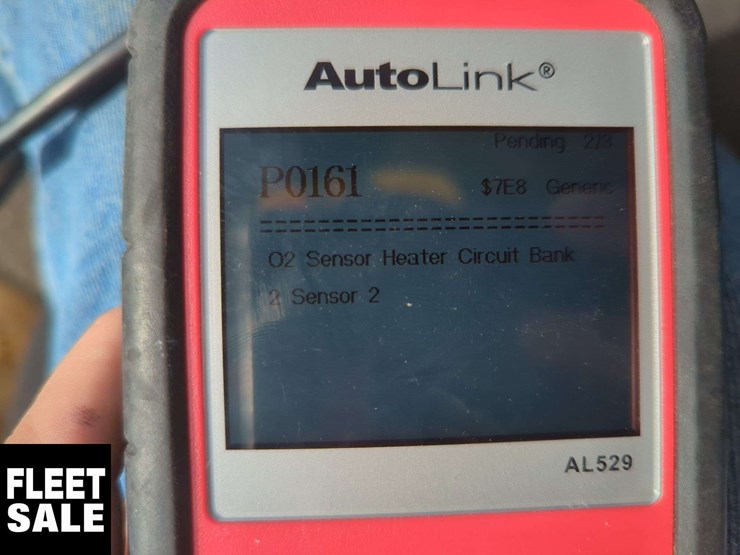 AutoLink®
Pending 2/3
P0161
$7E8 Generic
O2 Sensor Heater Circuit Bank
2 Sensor 2
AL529
FLEET
SALE